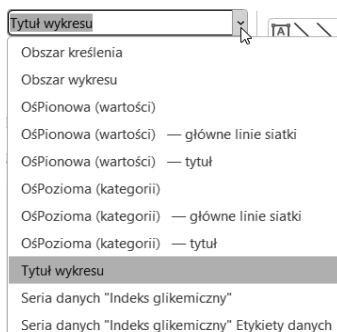 Tytuł wykresu
A
Obszar kreślenia
Obszar wykresu
OśPionowa (wartości)
OśPionowa (wartości) — główne linie siatki
OśPionowa (wartości) — tytuł
OśPozioma (kategorii)
OśPozioma (kategorii) — główne linie siatki
OśPozioma (kategorii) — tytuł
Tytuł wykresu
Seria danych "Indeks glikemiczny"
Seria danych "Indeks glikemiczny" Etykiety danych